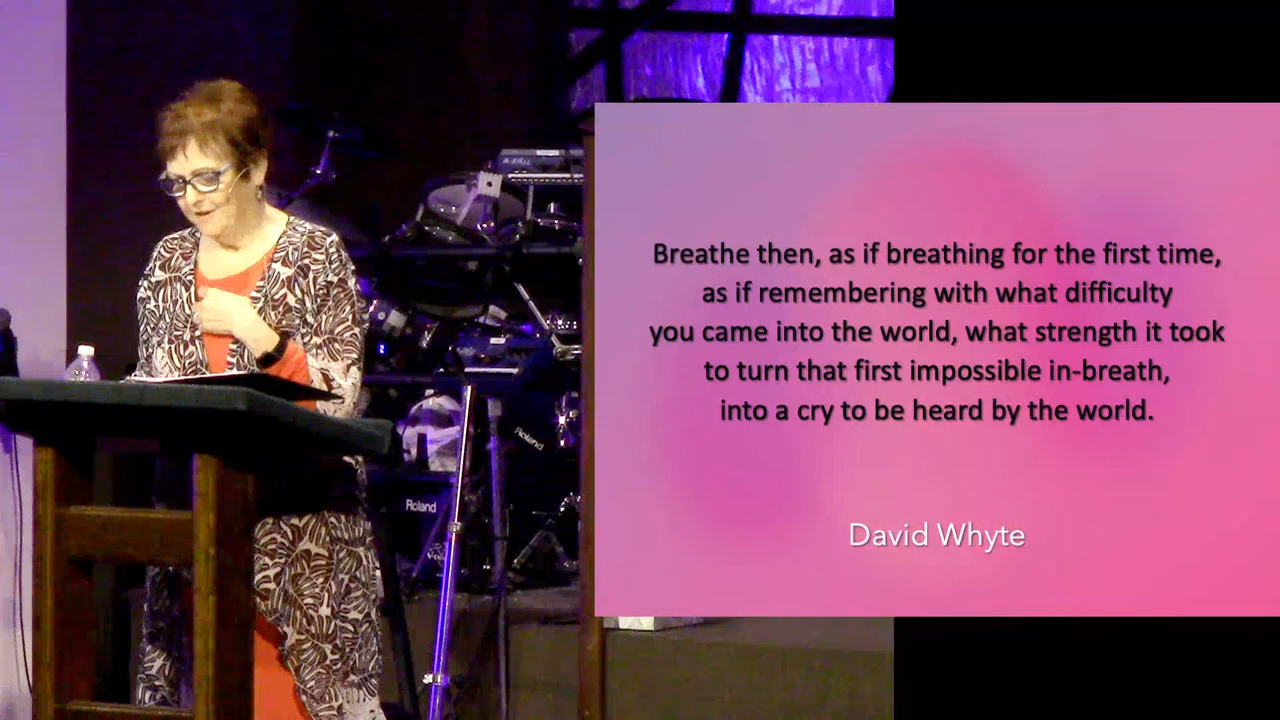 Breathe then, as if breathing for the first time,
as if remembering with what difficulty
you came into the world, what strength it took
to turn that first impossible in-breath,
into a cry to be heard by the world.
David Whyte
Roland
Roland